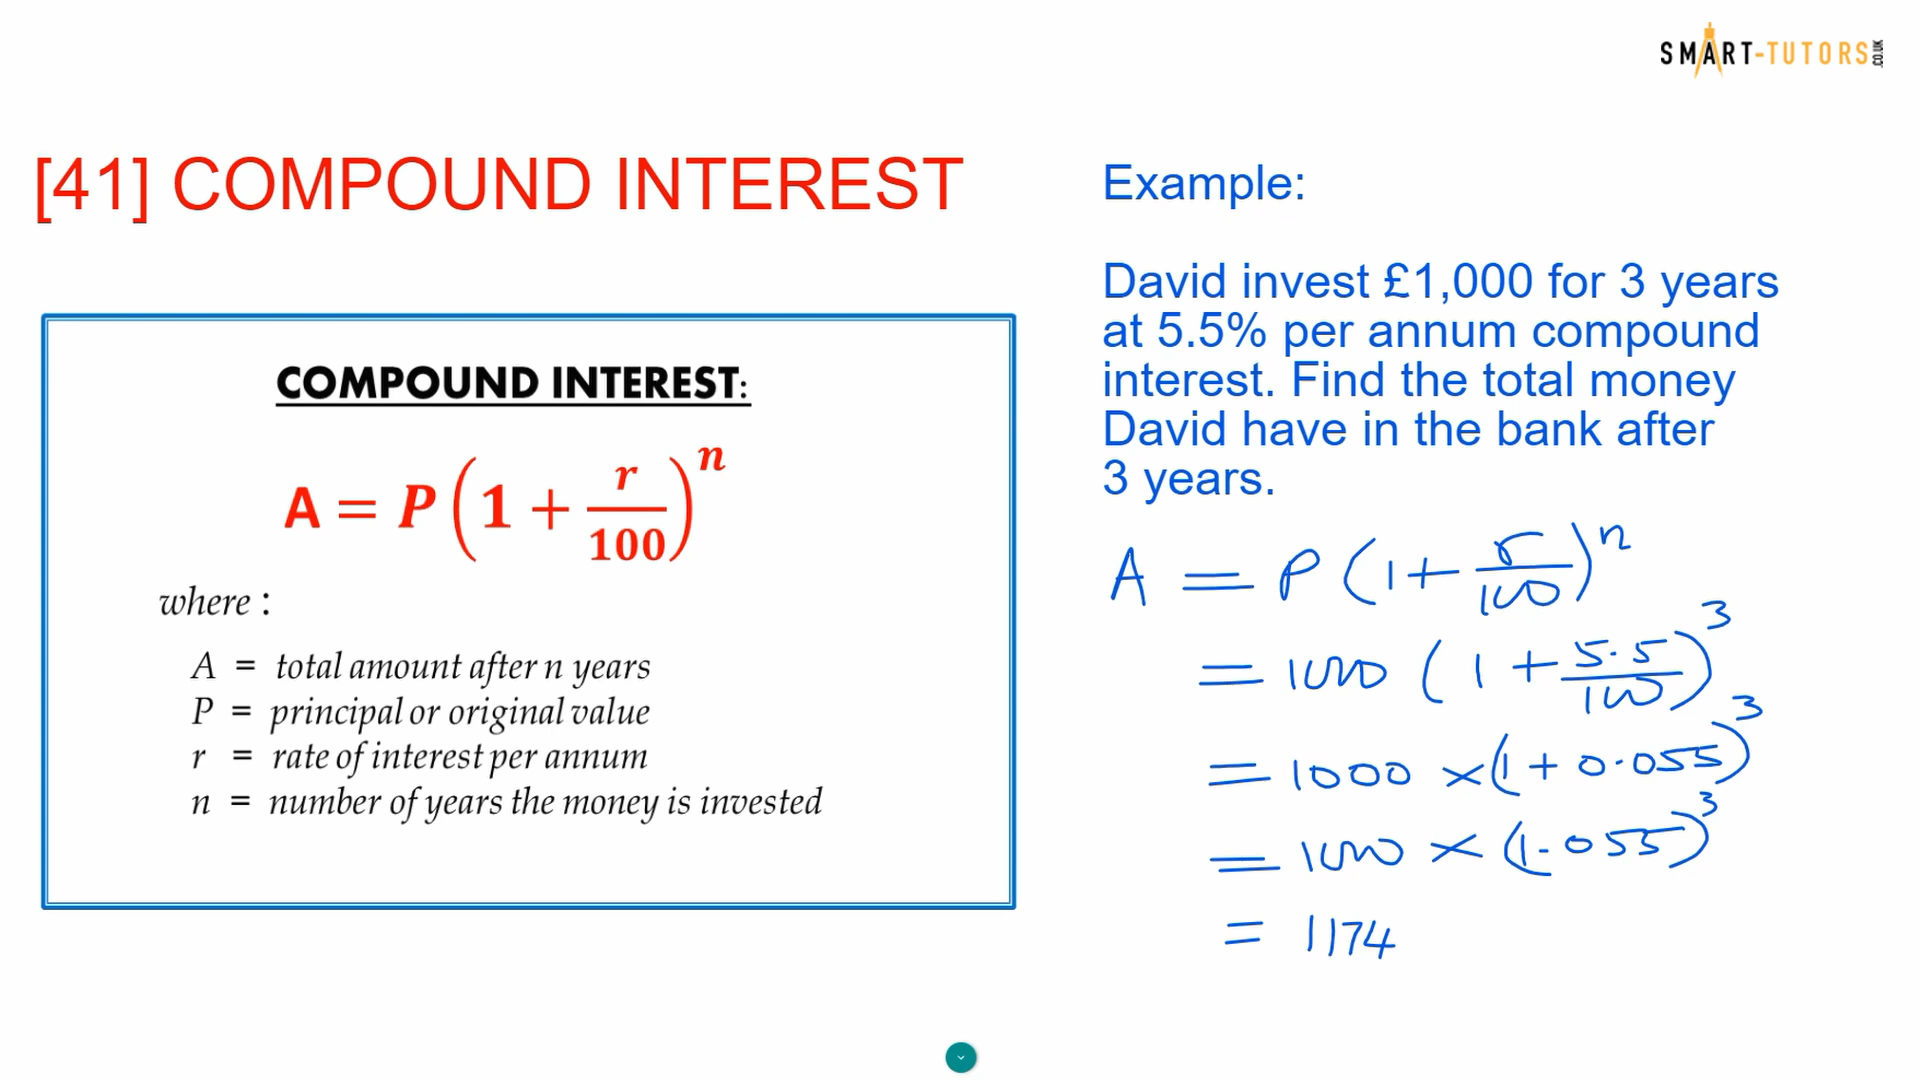 SMART-TUTORS.CO.UK
[41] COMPOUND INTEREST
COMPOUND INTEREST:
A = P(1 + r/100)^n
where :
A = total amount after n years
P = principal or original value
r = rate of interest per annum
n = number of years the money is invested
Example:
David invest £1,000 for 3 years
at 5.5% per annum compound
interest. Find the total money
David have in the bank after
3 years.
A = P(1 + r/100)^n
= 1000 (1 + 5.5/100)^3
= 1000 × (1 + 0.055)^3
= 1000 × (1.055)^3
= 1174